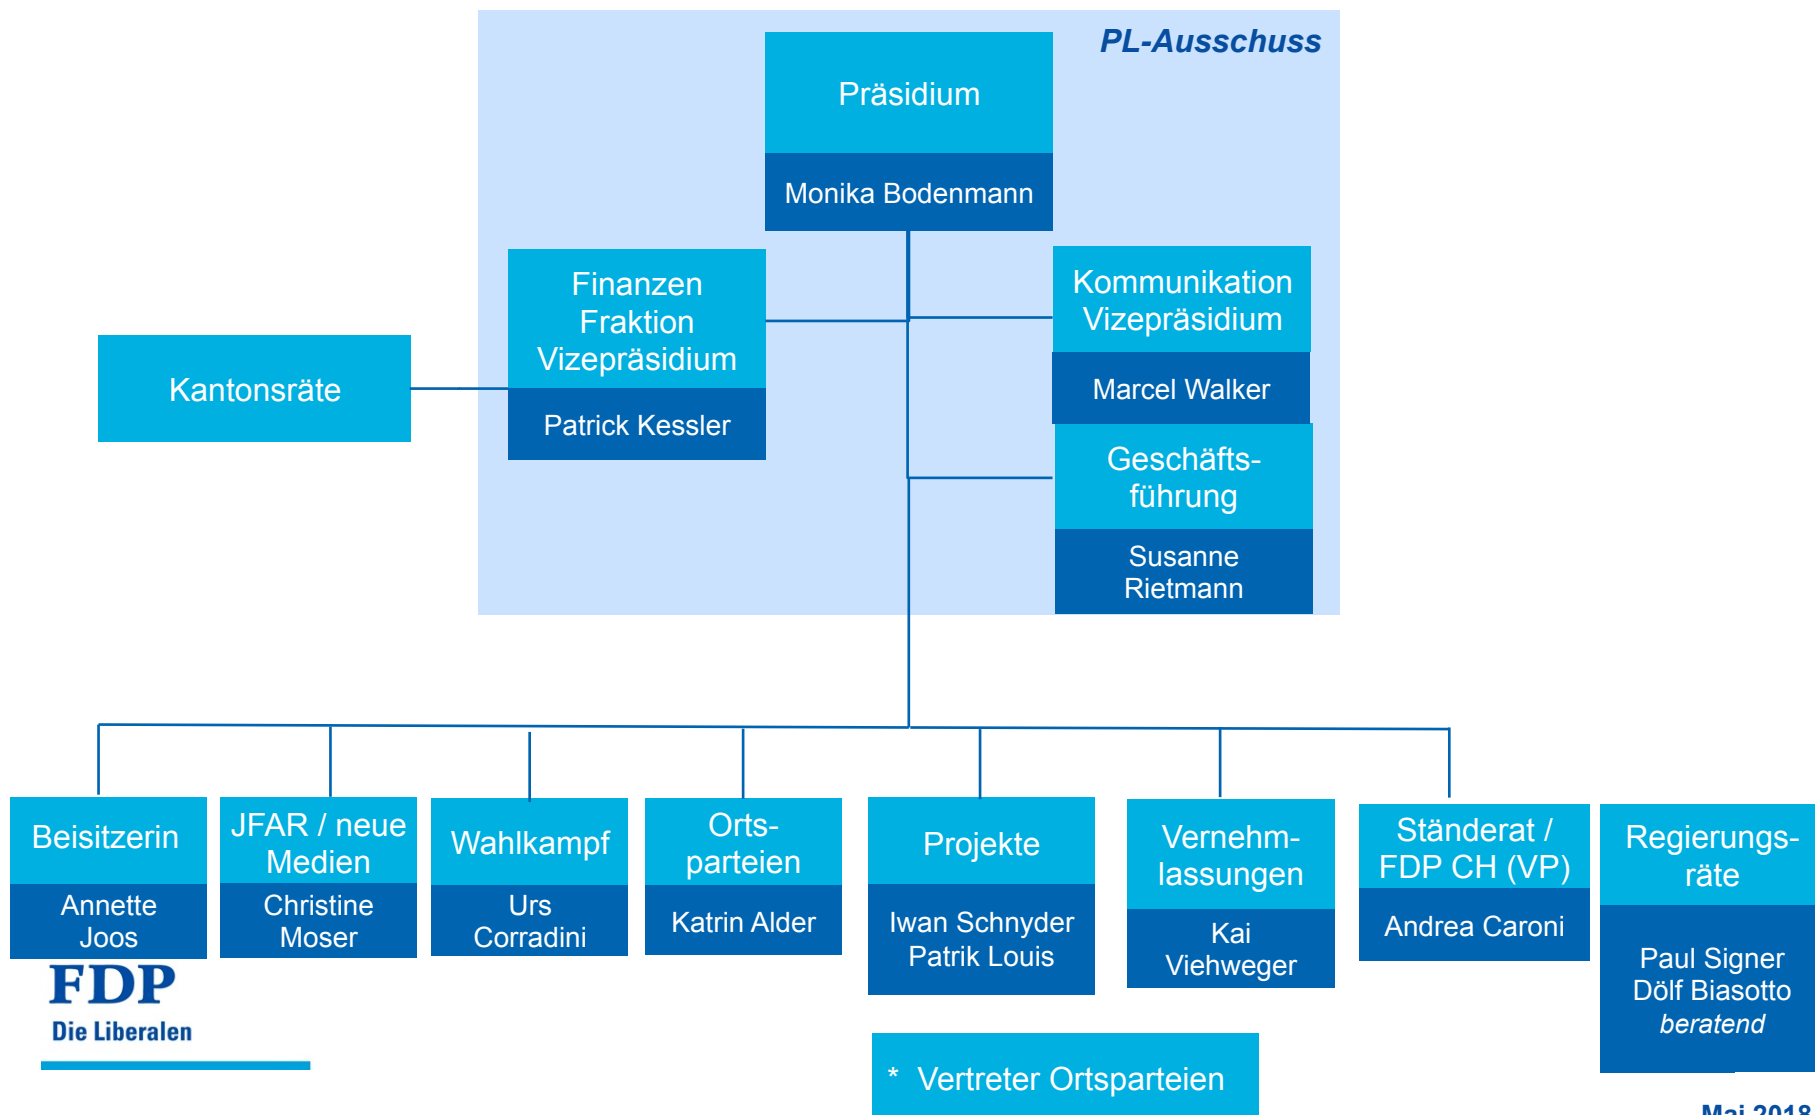 PL-Ausschuss
Präsidium
Monika Bodenmann
Finanzen
Fraktion
Vizepräsidium
Patrick Kessler
Kommunikation
Vizepräsidium
Marcel Walker
Kantonsräte
Geschäfts-
führung
Susanne
Rietmann
Beisitzerin
Annette
Joos
JFAR / neue
Medien
Christine
Moser
Wahlkampf
Urs
Corradini
Orts-
parteien
Katrin Alder
Projekte
Iwan Schnyder
Patrik Louis
Vernehm-
lassungen
Kai
Viehweger
Ständerat /
FDP CH (VP)
Andrea Caroni
Regierungs-
räte
Paul Signer
Dölf Biasotto
beratend
FDP
Die Liberalen
* Vertreter Ortsparteien
Mai 2018